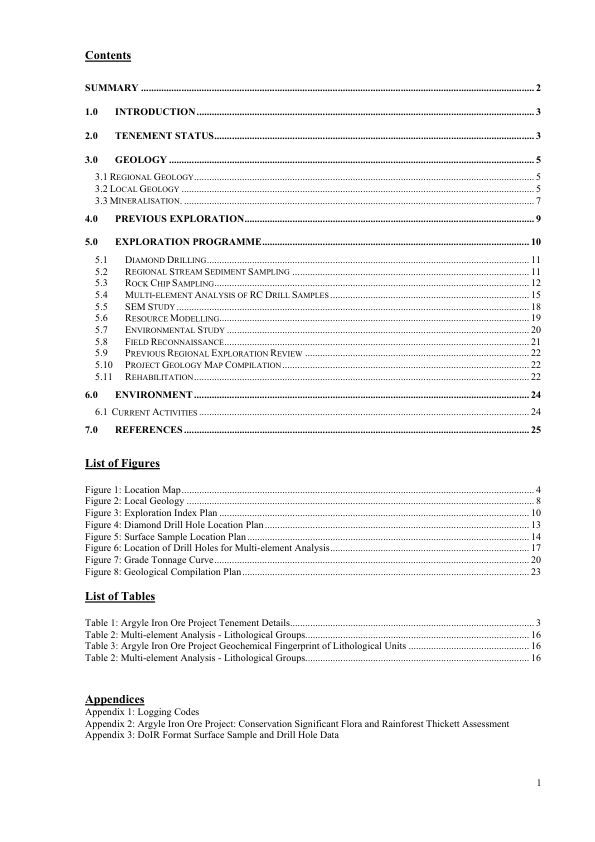 Contents
SUMMARY ........ 2
1.0 INTRODUCTION ........ 3
2.0 TENEMENT STATUS ........ 3
3.0 GEOLOGY ........ 5
3.1 REGIONAL GEOLOGY ........ 5
3.2 LOCAL GEOLOGY ........ 5
3.3 MINERALISATION. ........ 7
4.0 PREVIOUS EXPLORATION ........ 9
5.0 EXPLORATION PROGRAMME ........ 10
5.1 DIAMOND DRILLING ........ 11
5.2 REGIONAL STREAM SEDIMENT SAMPLING ........ 11
5.3 ROCK CHIP SAMPLING ........ 12
5.4 MULTI-ELEMENT ANALYSIS OF RC DRILL SAMPLES ........ 15
5.5 SEM STUDY ........ 18
5.6 RESOURCE MODELLING ........ 19
5.7 ENVIRONMENTAL STUDY ........ 20
5.8 FIELD RECONNAISSANCE ........ 21
5.9 PREVIOUS REGIONAL EXPLORATION REVIEW ........ 22
5.10 PROJECT GEOLOGY MAP COMPILATION ........ 22
5.11 REHABILITATION ........ 22
6.0 ENVIRONMENT ........ 24
6.1 CURRENT ACTIVITIES ........ 24
7.0 REFERENCES ........ 25
List of Figures
Figure 1: Location Map ........ 4
Figure 2: Local Geology ........ 8
Figure 3: Exploration Index Plan ........ 10
Figure 4: Diamond Drill Hole Location Plan ........ 13
Figure 5: Surface Sample Location Plan ........ 14
Figure 6: Location of Drill Holes for Multi-element Analysis ........ 17
Figure 7: Grade Tonnage Curve ........ 20
Figure 8: Geological Compilation Plan ........ 23
List of Tables
Table 1: Argyle Iron Ore Project Tenement Details ........ 3
Table 2: Multi-element Analysis - Lithological Groups ........ 16
Table 3: Argyle Iron Ore Project Geochemical Fingerprint of Lithological Units ........ 16
Table 2: Multi-element Analysis - Lithological Groups ........ 16
Appendices
Appendix 1: Logging Codes
Appendix 2: Argyle Iron Ore Project: Conservation Significant Flora and Rainforest Thickett Assessment
Appendix 3: DoIR Format Surface Sample and Drill Hole Data
1